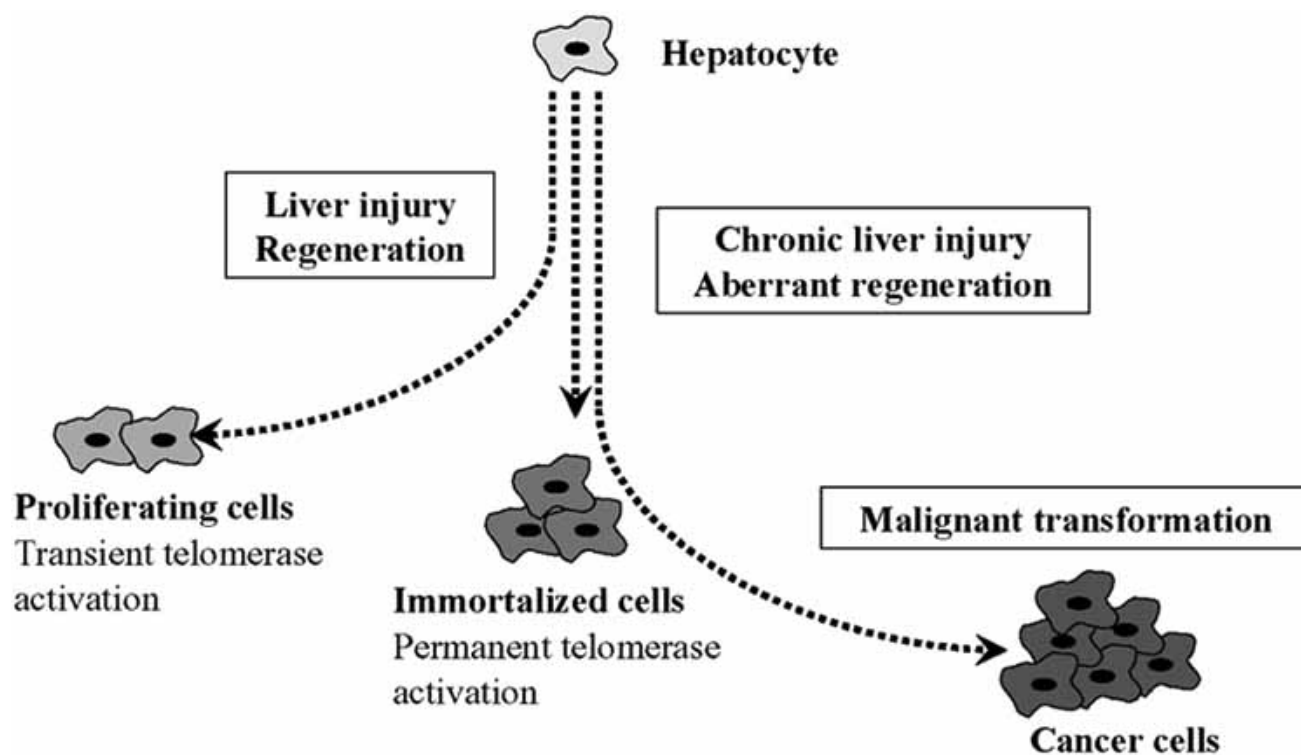 Hepatocyte
Liver injury
Regeneration
Chronic liver injury
Aberrant regeneration
Proliferating cells
Transient telomerase
activation
Immortalized cells
Permanent telomerase
activation
Malignant transformation
Cancer cells